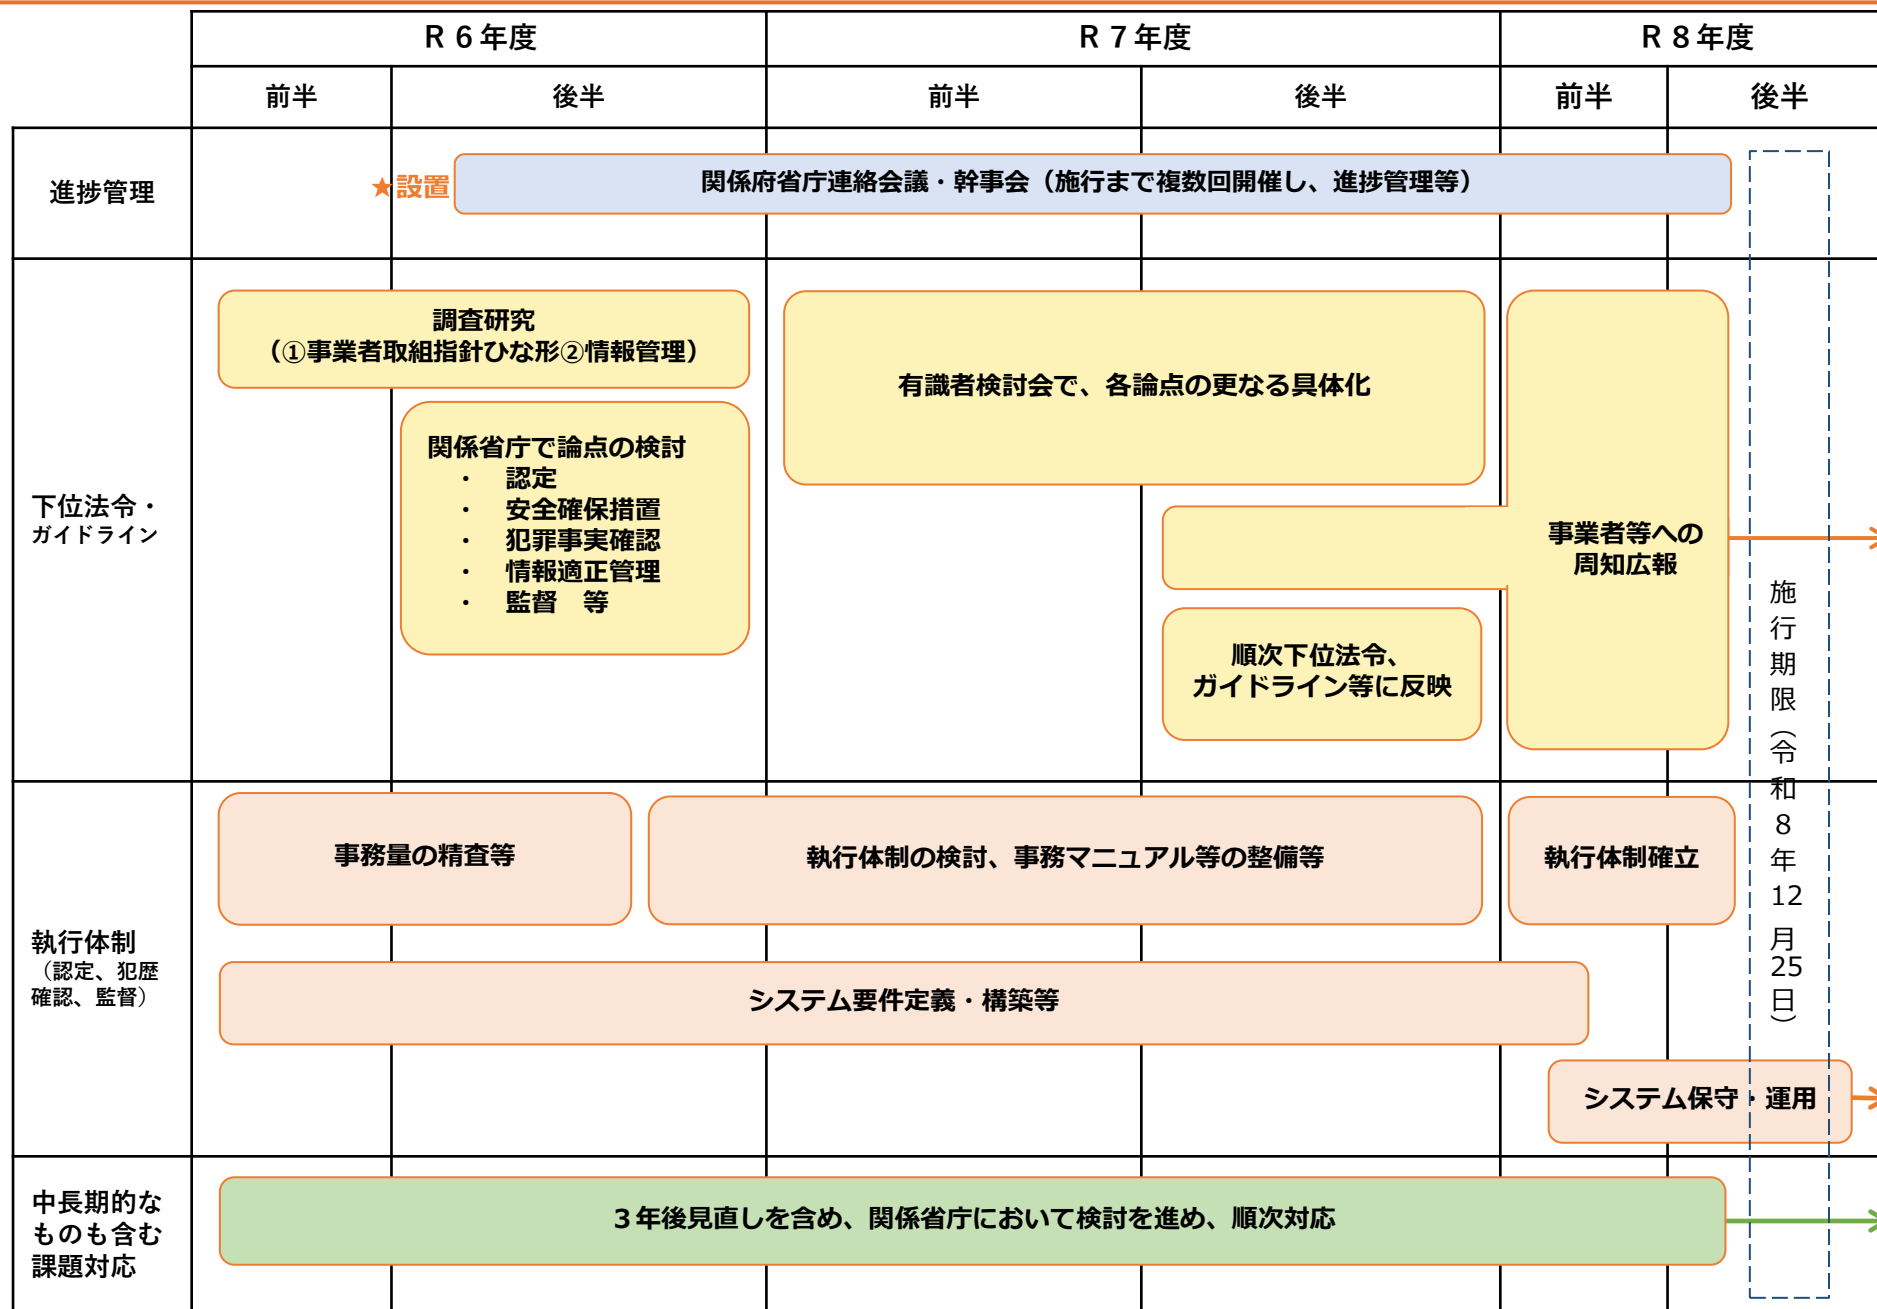 Ｒ６年度
Ｒ７年度
Ｒ８年度
前半
後半
前半
後半
前半
後半
進捗管理
★設置
関係府省庁連絡会議・幹事会（施行まで複数回開催し、進捗管理等）
下位法令・
ガイドライン
調査研究
（①事業者取組指針ひな形②情報管理）
関係省庁で論点の検討
・　認定
・　安全確保措置
・　犯罪事実確認
・　情報適正管理
・　監督　等
有識者検討会で、各論点の更なる具体化
事業者等への
周知広報
順次下位法令、
ガイドライン等に反映
執行体制
（認定、犯歴
確認、監督）
事務量の精査等
執行体制の検討、事務マニュアル等の整備等
執行体制確立
システム要件定義・構築等
システム保守・運用
中長期的な
ものも含む
課題対応
３年後見直しを含め、関係省庁において検討を進め、順次対応
施行期限（令和８年12月25日）